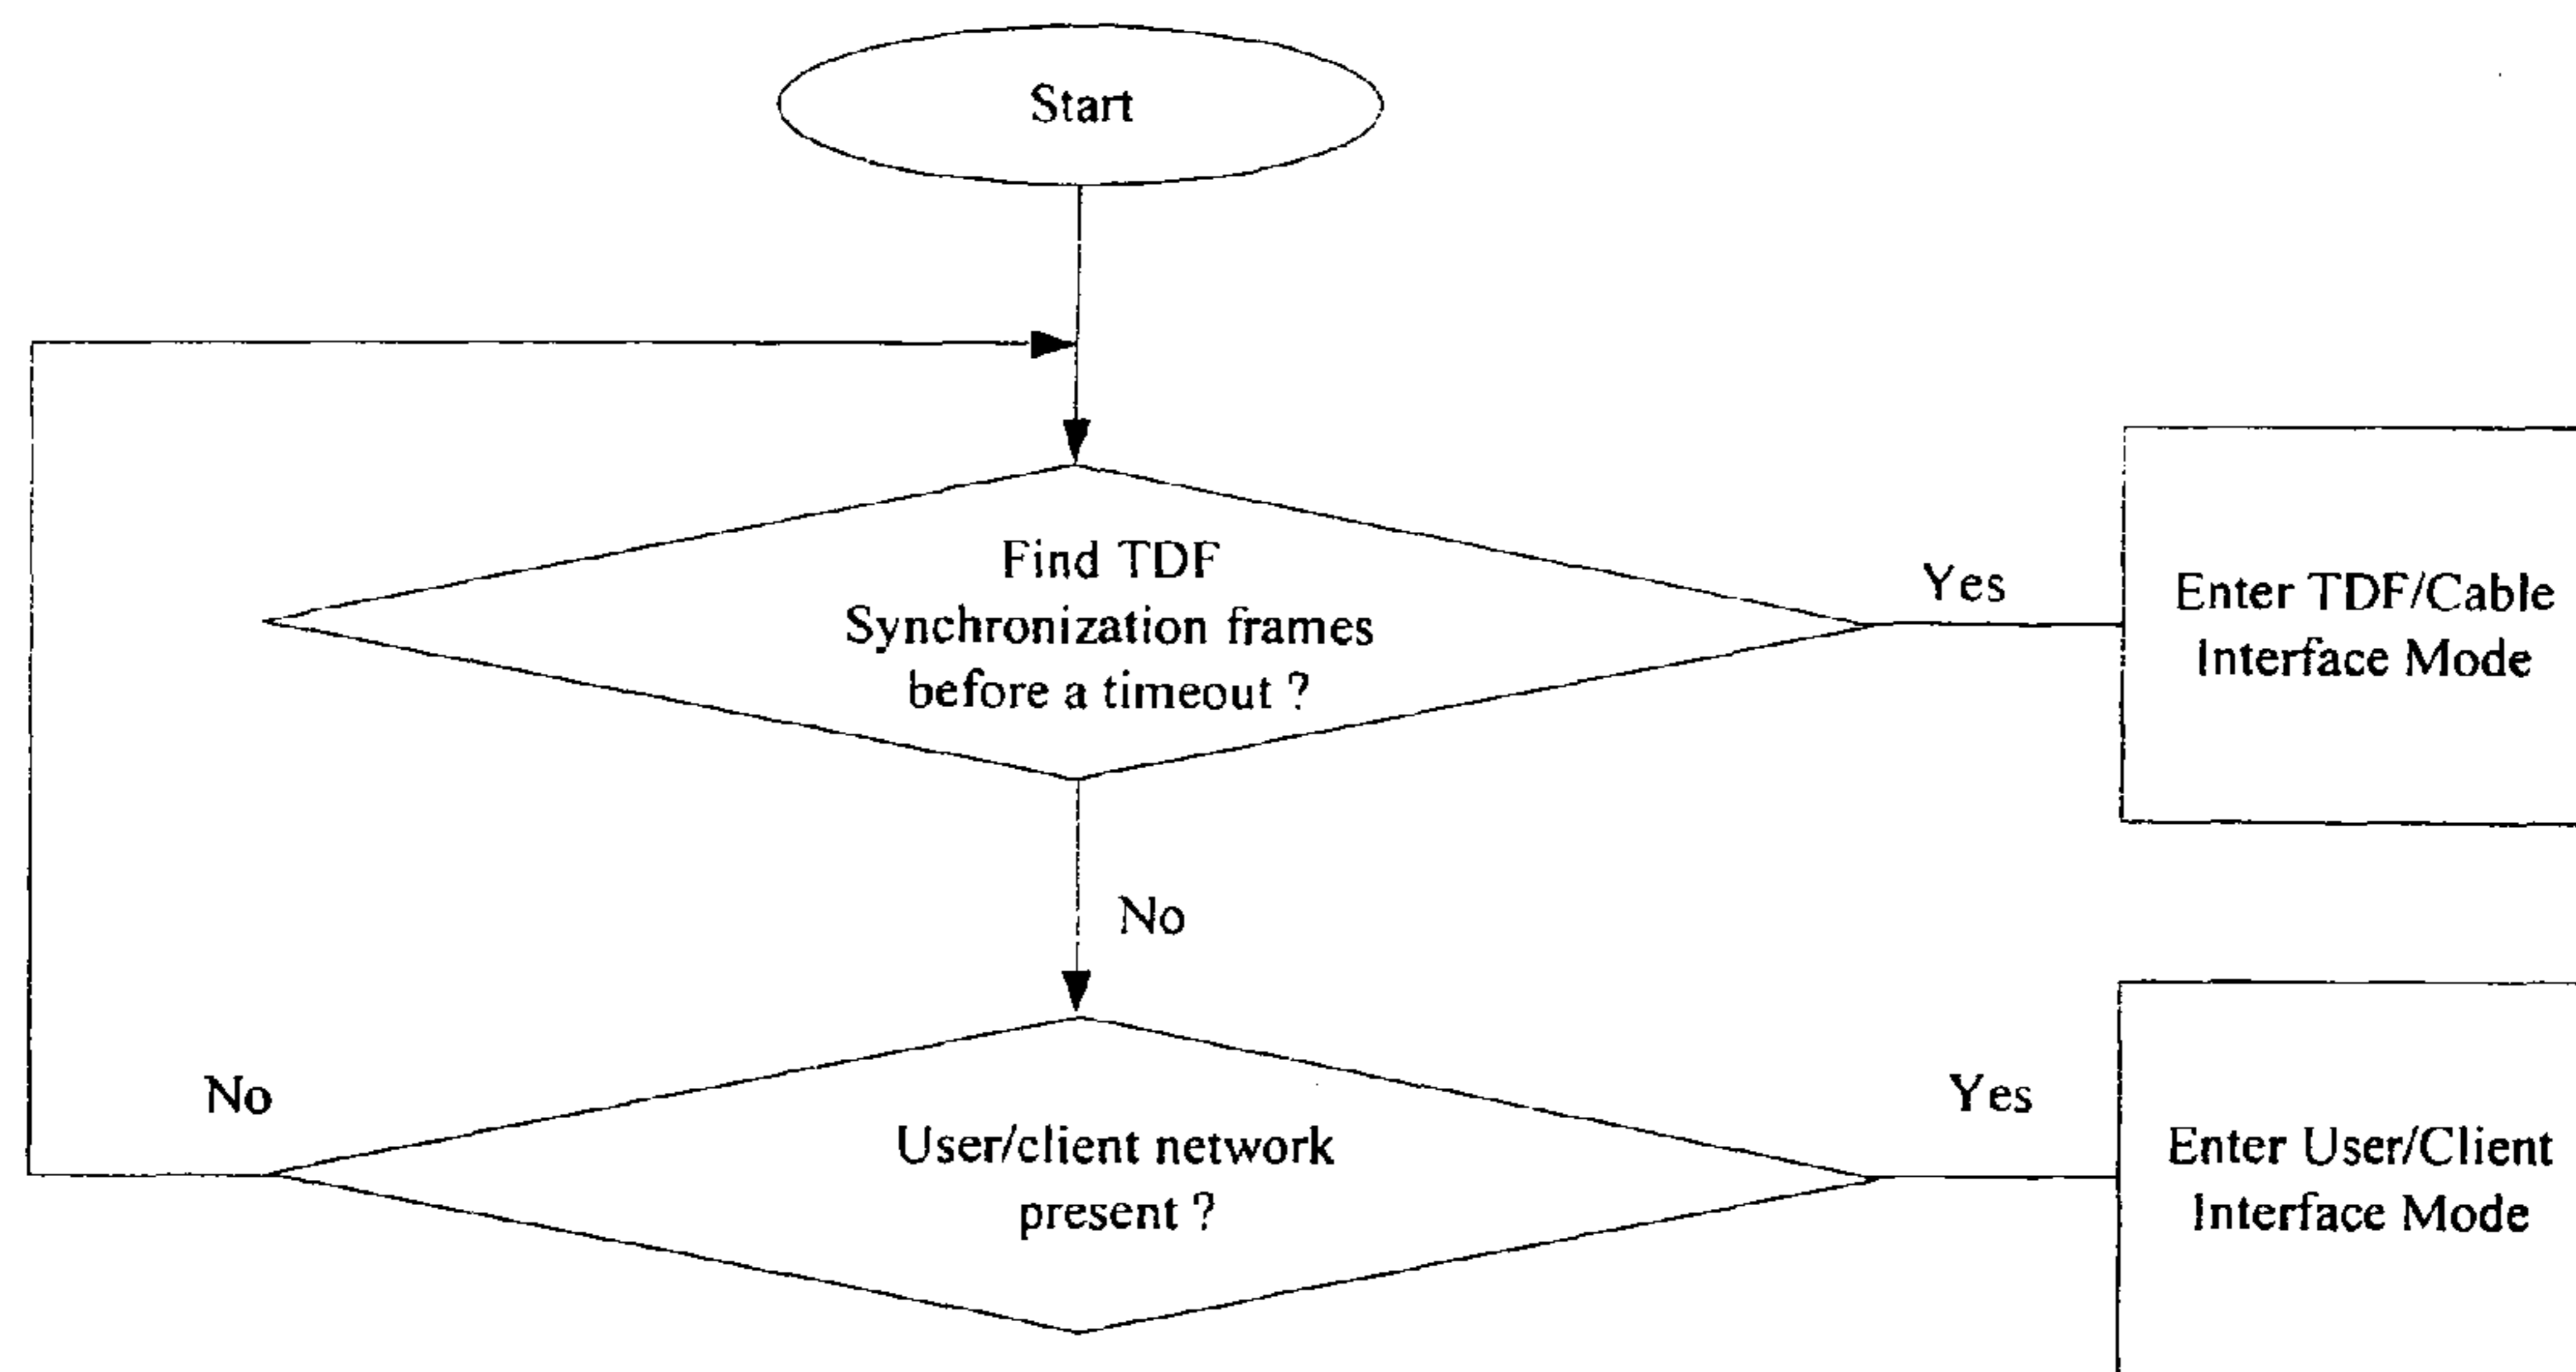 Start
Find TDF
Synchronization frames
before a timeout ?
Yes
Enter TDF/Cable
Interface Mode
No
No
User/client network
present ?
Yes
Enter User/Client
Interface Mode